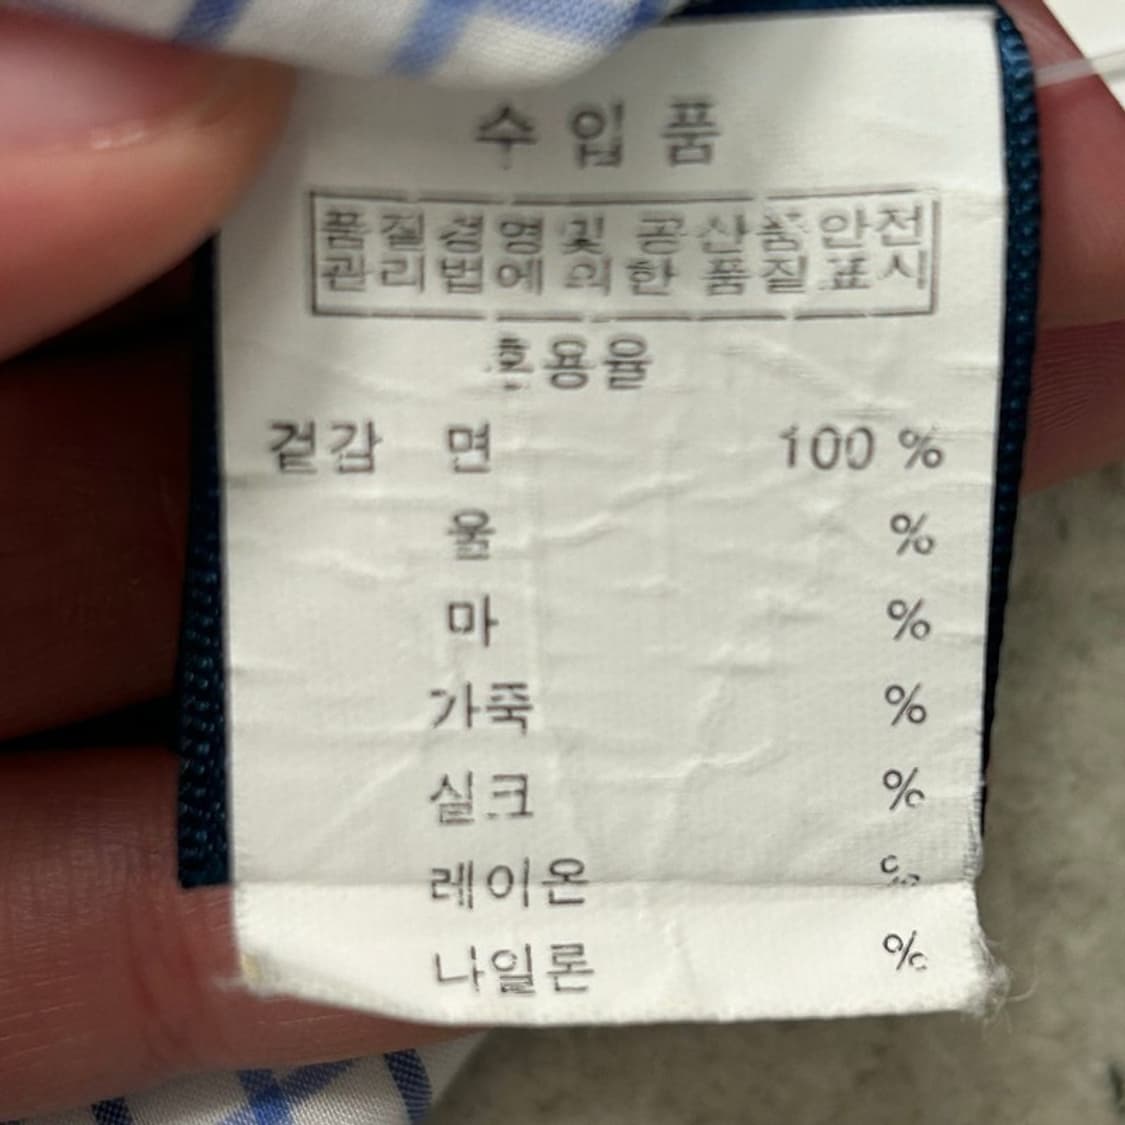 수입품
품질경영및 공산품안전
관리법에 의한 품질표시
혼용율
겉감 면 100 %
울 %
마 %
가죽 %
실크 %
레이온 %
나일론 %